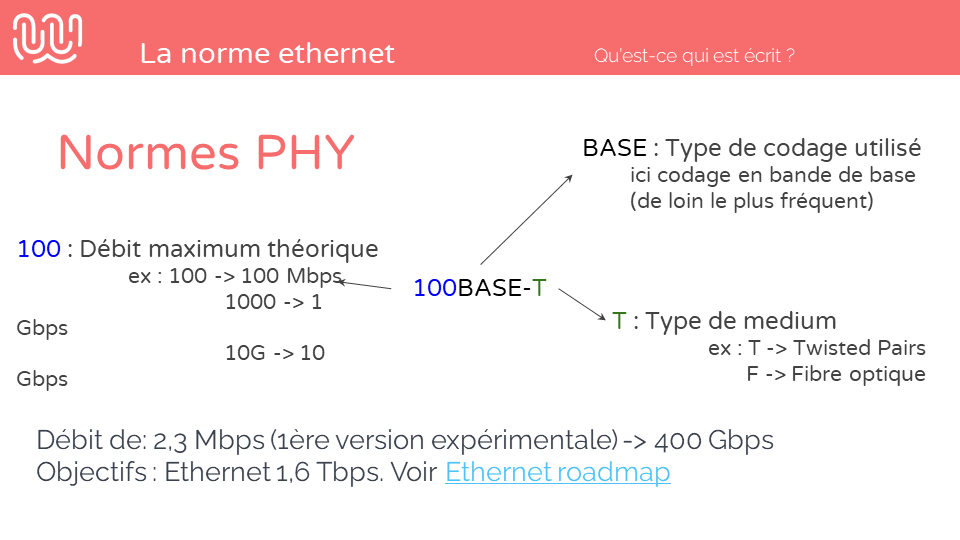 La norme ethernet
Qu'est-ce qui est écrit ?
Normes PHY
BASE : Type de codage utilisé
ici codage en bande de base
(de loin le plus fréquent)
100 : Débit maximum théorique
ex : 100 -> 100 Mbps
1000 -> 1
Gbps
10G -> 10
Gbps
100BASE-T
T : Type de medium
ex : T -> Twisted Pairs
F -> Fibre optique
Débit de: 2,3 Mbps (1ère version expérimentale) -> 400 Gbps
Objectifs : Ethernet 1,6 Tbps. Voir Ethernet roadmap